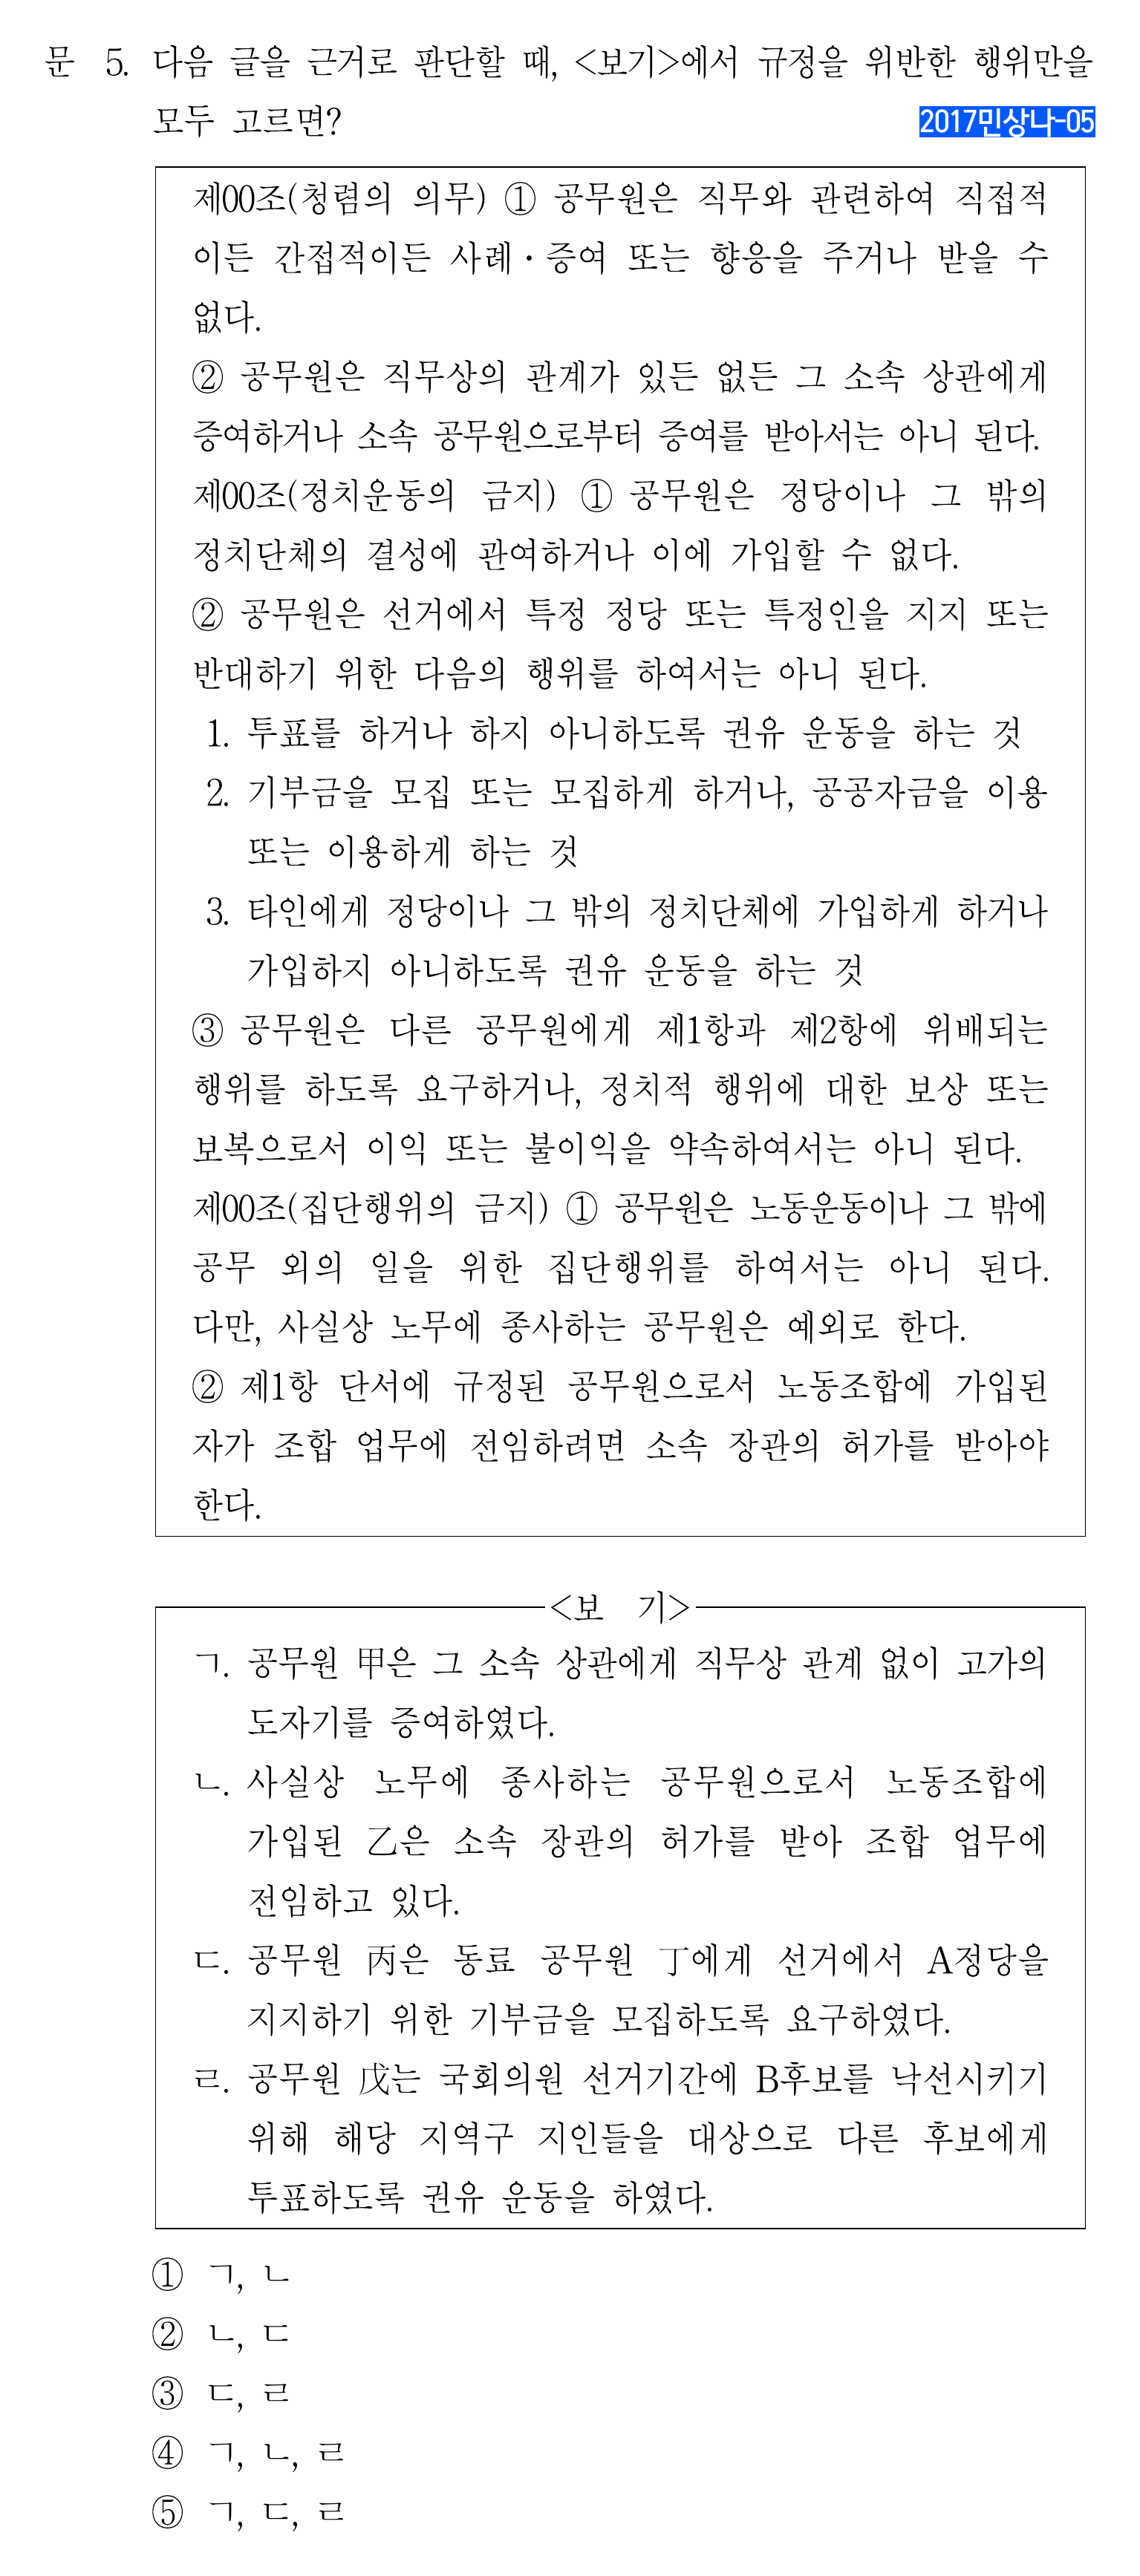 문 5. 다음 글을 근거로 판단할 때, <보기>에서 규정을 위반한 행위만을
모두 고르면?
2017민상나-05
제00조(청렴의 의무) ① 공무원은 직무와 관련하여 직접적
이든 간접적이든 사례·증여 또는 향응을 주거나 받을 수
없다.
② 공무원은 직무상의 관계가 있든 없든 그 소속 상관에게
증여하거나 소속 공무원으로부터 증여를 받아서는 아니 된다.
제00조(정치운동의 금지) ① 공무원은 정당이나 그 밖의
정치단체의 결성에 관여하거나 이에 가입할 수 없다.
② 공무원은 선거에서 특정 정당 또는 특정인을 지지 또는
반대하기 위한 다음의 행위를 하여서는 아니 된다.
1. 투표를 하거나 하지 아니하도록 권유 운동을 하는 것
2. 기부금을 모집 또는 모집하게 하거나, 공공자금을 이용
또는 이용하게 하는 것
3. 타인에게 정당이나 그 밖의 정치단체에 가입하게 하거나
가입하지 아니하도록 권유 운동을 하는 것
③ 공무원은 다른 공무원에게 제1항과 제2항에 위배되는
행위를 하도록 요구하거나, 정치적 행위에 대한 보상 또는
보복으로서 이익 또는 불이익을 약속하여서는 아니 된다.
제00조(집단행위의 금지) ① 공무원은 노동운동이나 그 밖에
공무 외의 일을 위한 집단행위를 하여서는 아니 된다.
다만, 사실상 노무에 종사하는 공무원은 예외로 한다.
② 제1항 단서에 규정된 공무원으로서 노동조합에 가입된
자가 조합 업무에 전임하려면 소속 장관의 허가를 받아야
한다.
<보 기>
ㄱ. 공무원 甲은 그 소속 상관에게 직무상 관계 없이 고가의
도자기를 증여하였다.
ㄴ. 사실상 노무에 종사하는 공무원으로서 노동조합에
가입된 乙은 소속 장관의 허가를 받아 조합 업무에
전임하고 있다.
ㄷ. 공무원 丙은 동료 공무원 丁에게 선거에서 A정당을
지지하기 위한 기부금을 모집하도록 요구하였다.
ㄹ. 공무원 戊는 국회의원 선거기간에 B후보를 낙선시키기
위해 해당 지역구 지인들을 대상으로 다른 후보에게
투표하도록 권유 운동을 하였다.
① ㄱ, ㄴ
② ㄴ, ㄷ
③ ㄷ, ㄹ
④ ㄱ, ㄴ, ㄹ
⑤ ㄱ, ㄷ, ㄹ